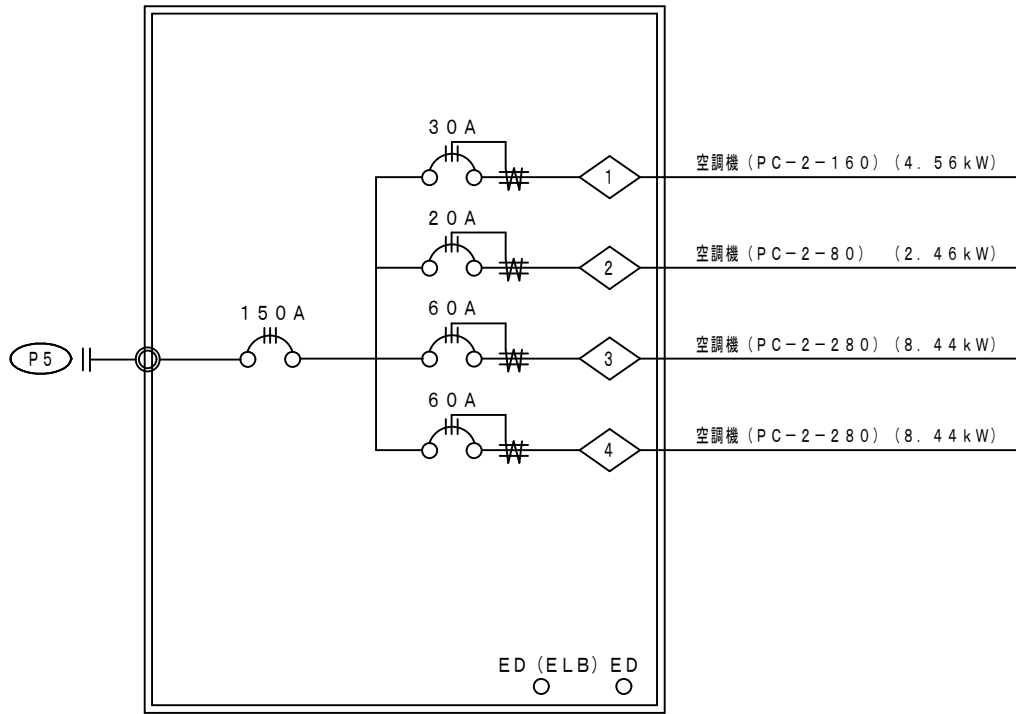 30A
空調機(PC-2-160)(4.56kW)
1
20A
空調機(PC-2-80) (2.46kW)
2
150A
60A
空調機(PC-2-280)(8.44kW)
P5
3
60A
空調機(PC-2-280)(8.44kW)
4
ED(ELB) ED